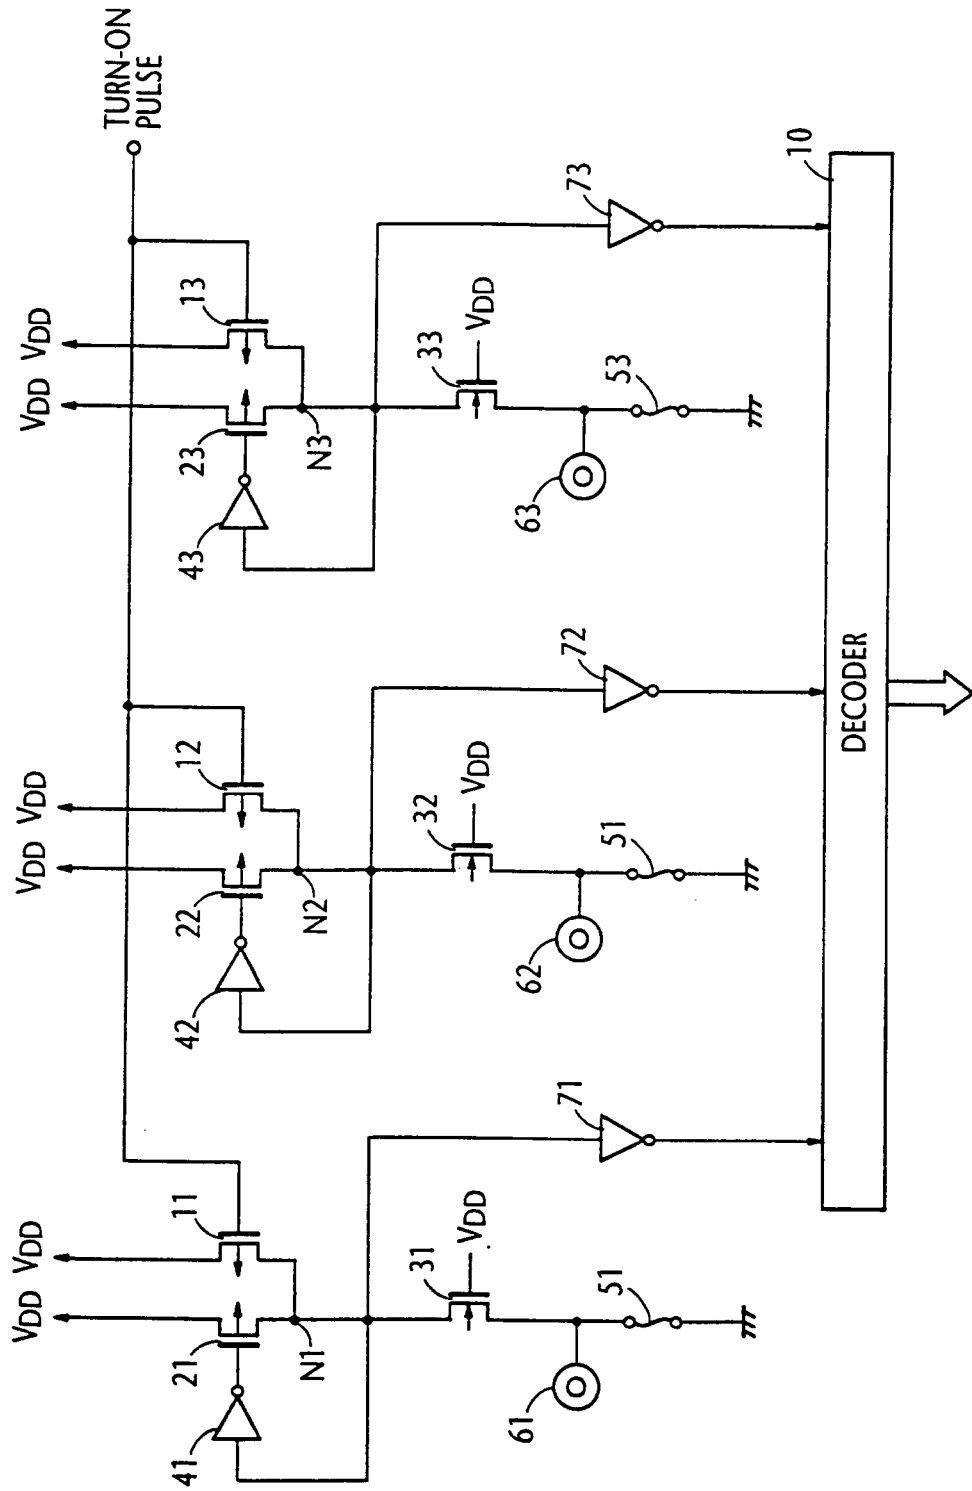 TURN-ON
PULSE
VDD VDD VDD VDD VDD VDD
21 11 22 12 23 13
41 42 43
N1 N2 N3
31 VDD 32 VDD 33 VDD
61 62 63
51 51 53
71 72 73
10
DECODER